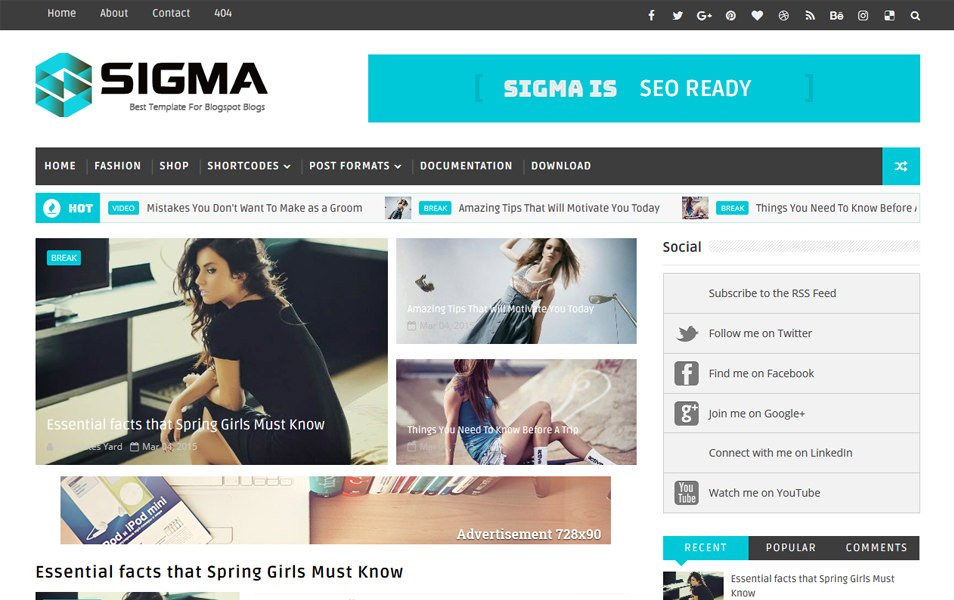 Home About Contact 404
SIGMA
Best Template For Blogspot Blogs
[ SIGMA IS SEO READY ]
HOME FASHION SHOP SHORTCODES POST FORMATS DOCUMENTATION DOWNLOAD
HOT VIDEO Mistakes You Don't Want To Make as a Groom BREAK Amazing Tips That Will Motivate You Today BREAK Things You Need To Know Before
BREAK
Essential facts that Spring Girls Must Know
Yard Mar 04, 2015
Amazing Tips That Will Motivate You Today
Mar 04, 2015
Things You Need To Know Before A Trip
Social
Subscribe to the RSS Feed
Follow me on Twitter
Find me on Facebook
Join me on Google+
Connect with me on LinkedIn
You
Tube
Watch me on YouTube
iPod mini
Advertisement 728x90
RECENT POPULAR COMMENTS
Essential facts that Spring Girls Must
Know
Essential facts that Spring Girls Must Know